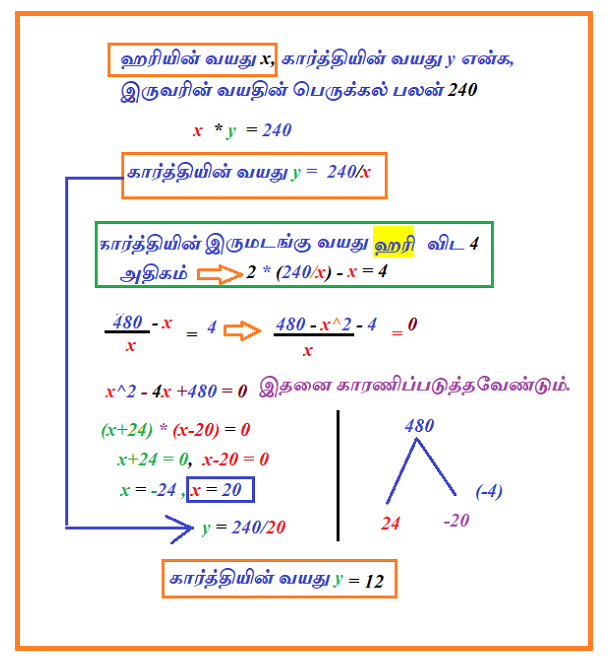 ஹரியின் வயது x, கார்த்தியின் வயது y என்க,
இருவரின் வயதின் பெருக்கல் பலன் 240
x * y = 240
கார்த்தியின் வயது y = 240/x
கார்த்தியின் இருமடங்கு வயது ஹரி விட 4
அதிகம் 2 * (240/x) - x = 4
480 - x = 4 480 - x^2 - 4 = 0
x x
x^2 - 4x +480 = 0 இதனை காரணிப்படுத்தவேண்டும்.
(x+24) * (x-20) = 0
x+24 = 0, x-20 = 0
x = -24 , x = 20
y = 240/20
480
(-4)
24 -20
கார்த்தியின் வயது y = 12